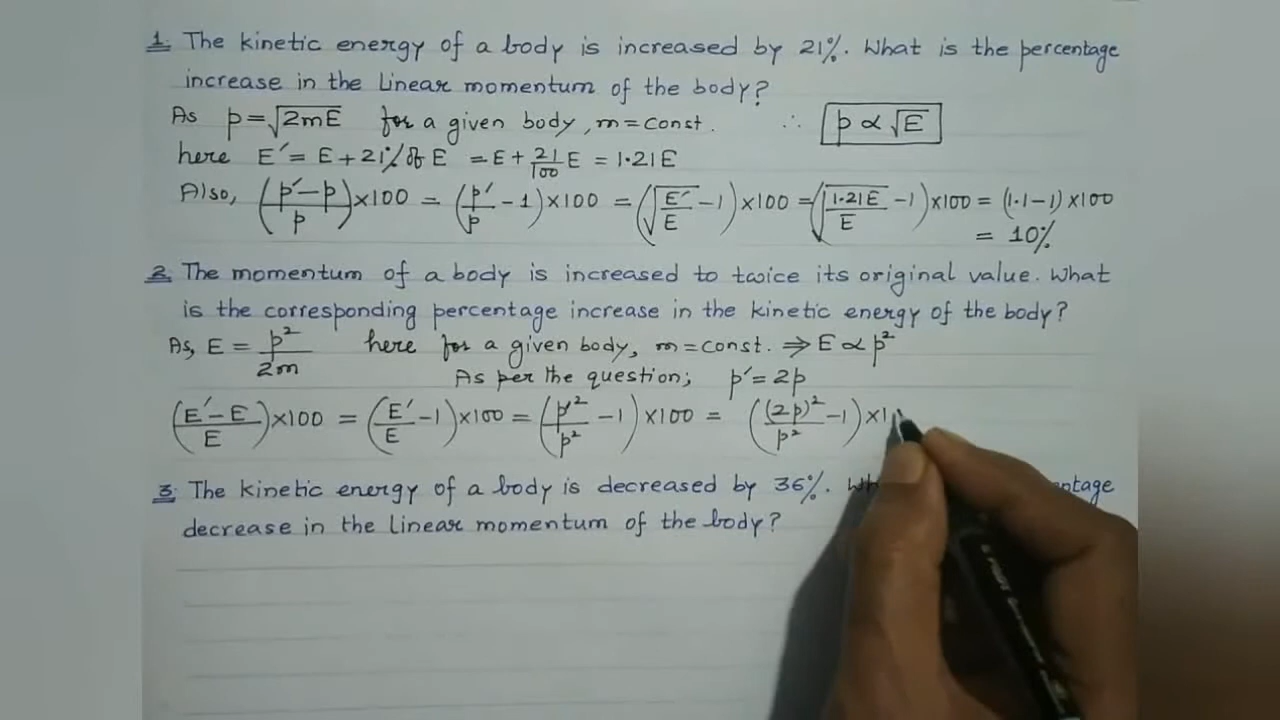 1. The kinetic energy of a body is increased by 21%. What is the percentage
increase in the linear momentum of the body?
As p = √2mE for a given body, m = const. ∴ p ∝ √E
here E′ = E + 21% of E = E + 21/100 E = 1.21E
Also, (p′ − p / p) × 100 = (p′/p − 1) × 100 = (√E′/E − 1) × 100 = (√1.21E/E − 1) × 100 = (1.1 − 1) × 100
= 10%
2. The momentum of a body is increased to twice its original value. What
is the corresponding percentage increase in the kinetic energy of the body?
As, E = p²/2m here for a given body, m = const. ⇒ E ∝ p²
As per the question; p′ = 2p
(E′ − E / E) × 100 = (E′/E − 1) × 100 = (p′²/p² − 1) × 100 = ((2p)²/p² − 1) × 1
3. The kinetic energy of a body is decreased by 36%.
decrease in the linear momentum of the body?